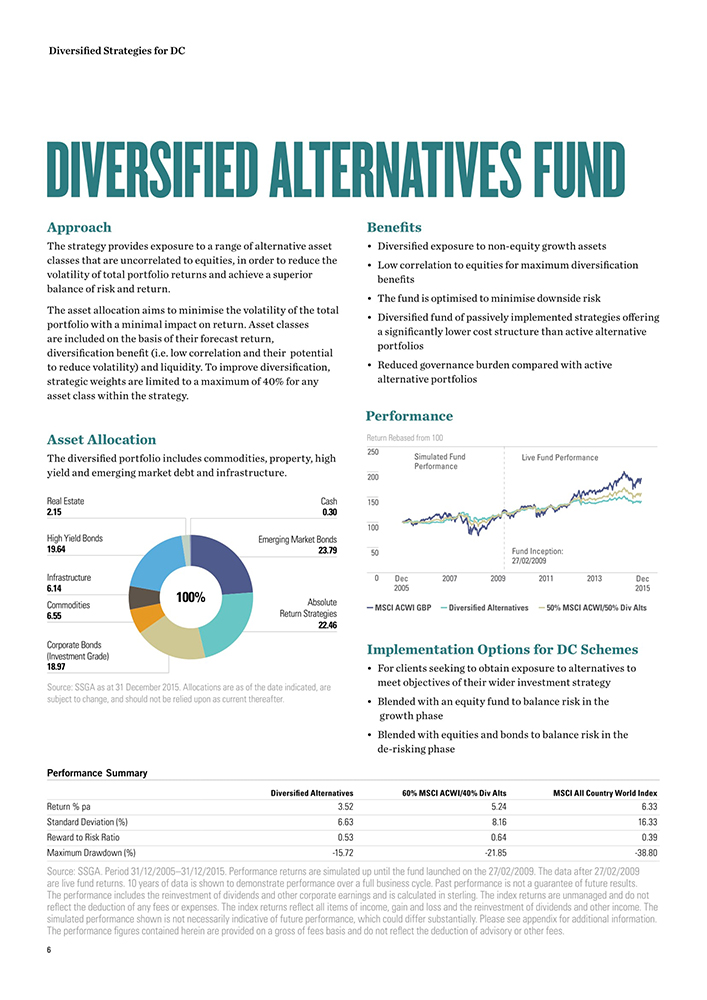 Diversified Strategies for DC
DIVERSIFIED ALTERNATIVES FUND
Approach
The strategy provides exposure to a range of alternative asset
classes that are uncorrelated to equities, in order to reduce the
volatility of total portfolio returns and achieve a superior
balance of risk and return.
The asset allocation aims to minimise the volatility of the total
portfolio with a minimal impact on return. Asset classes
are included on the basis of their forecast return,
diversification benefit (i.e. low correlation and their potential
to reduce volatility) and liquidity. To improve diversification,
strategic weights are limited to a maximum of 40% for any
asset class within the strategy.
Asset Allocation
The diversified portfolio includes commodities, property, high
yield and emerging market debt and infrastructure.
Real Estate
2.15
High Yield Bonds
19.64
Infrastructure
6.14
Commodities
6.55
Corporate Bonds
(Investment Grade)
18.97
100%
Cash
0.30
Emerging Market Bonds
23.79
Absolute
Return Strategies
22.46
Source: SSGA as at 31 December 2015. Allocations are as of the date indicated, are
subject to change, and should not be relied upon as current thereafter.
Benefits
• Diversified exposure to non-equity growth assets
• Low correlation to equities for maximum diversification
benefits
• The fund is optimised to minimise downside risk
• Diversified fund of passively implemented strategies offering
a significantly lower cost structure than active alternative
portfolios
• Reduced governance burden compared with active
alternative portfolios
Performance
Return Rebased from 100
250
200
150
100
50
0
Simulated Fund
Performance
Live Fund Performance
Fund Inception:
27/02/2009
Dec
2005
2007
2009
2011
2013
Dec
2015
MSCI ACWI GBP
Diversified Alternatives
50% MSCI ACWI/50% Div Alts
Implementation Options for DC Schemes
• For clients seeking to obtain exposure to alternatives to
meet objectives of their wider investment strategy
• Blended with an equity fund to balance risk in the
growth phase
• Blended with equities and bonds to balance risk in the
de-risking phase
Performance Summary
Diversified Alternatives 60% MSCI ACWI/40% Div Alts MSCI All Country World Index
Return % pa 3.52 5.24 6.33
Standard Deviation (%) 6.63 8.16 16.33
Reward to Risk Ratio 0.53 0.64 0.39
Maximum Drawdown (%) -15.72 -21.85 -38.80
Source: SSGA. Period 31/12/2005–31/12/2015. Performance returns are simulated up until the fund launched on the 27/02/2009. The data after 27/02/2009
are live fund returns. 10 years of data is shown to demonstrate performance over a full business cycle. Past performance is not a guarantee of future results.
The performance includes the reinvestment of dividends and other corporate earnings and is calculated in sterling. The index returns are unmanaged and do not
reflect the deduction of any fees or expenses. The index returns reflect all items of income, gain and loss and the reinvestment of dividends and other income. The
simulated performance shown is not necessarily indicative of future performance, which could differ substantially. Please see appendix for additional information.
The performance figures contained herein are provided on a gross of fees basis and do not reflect the deduction of advisory or other fees.
6